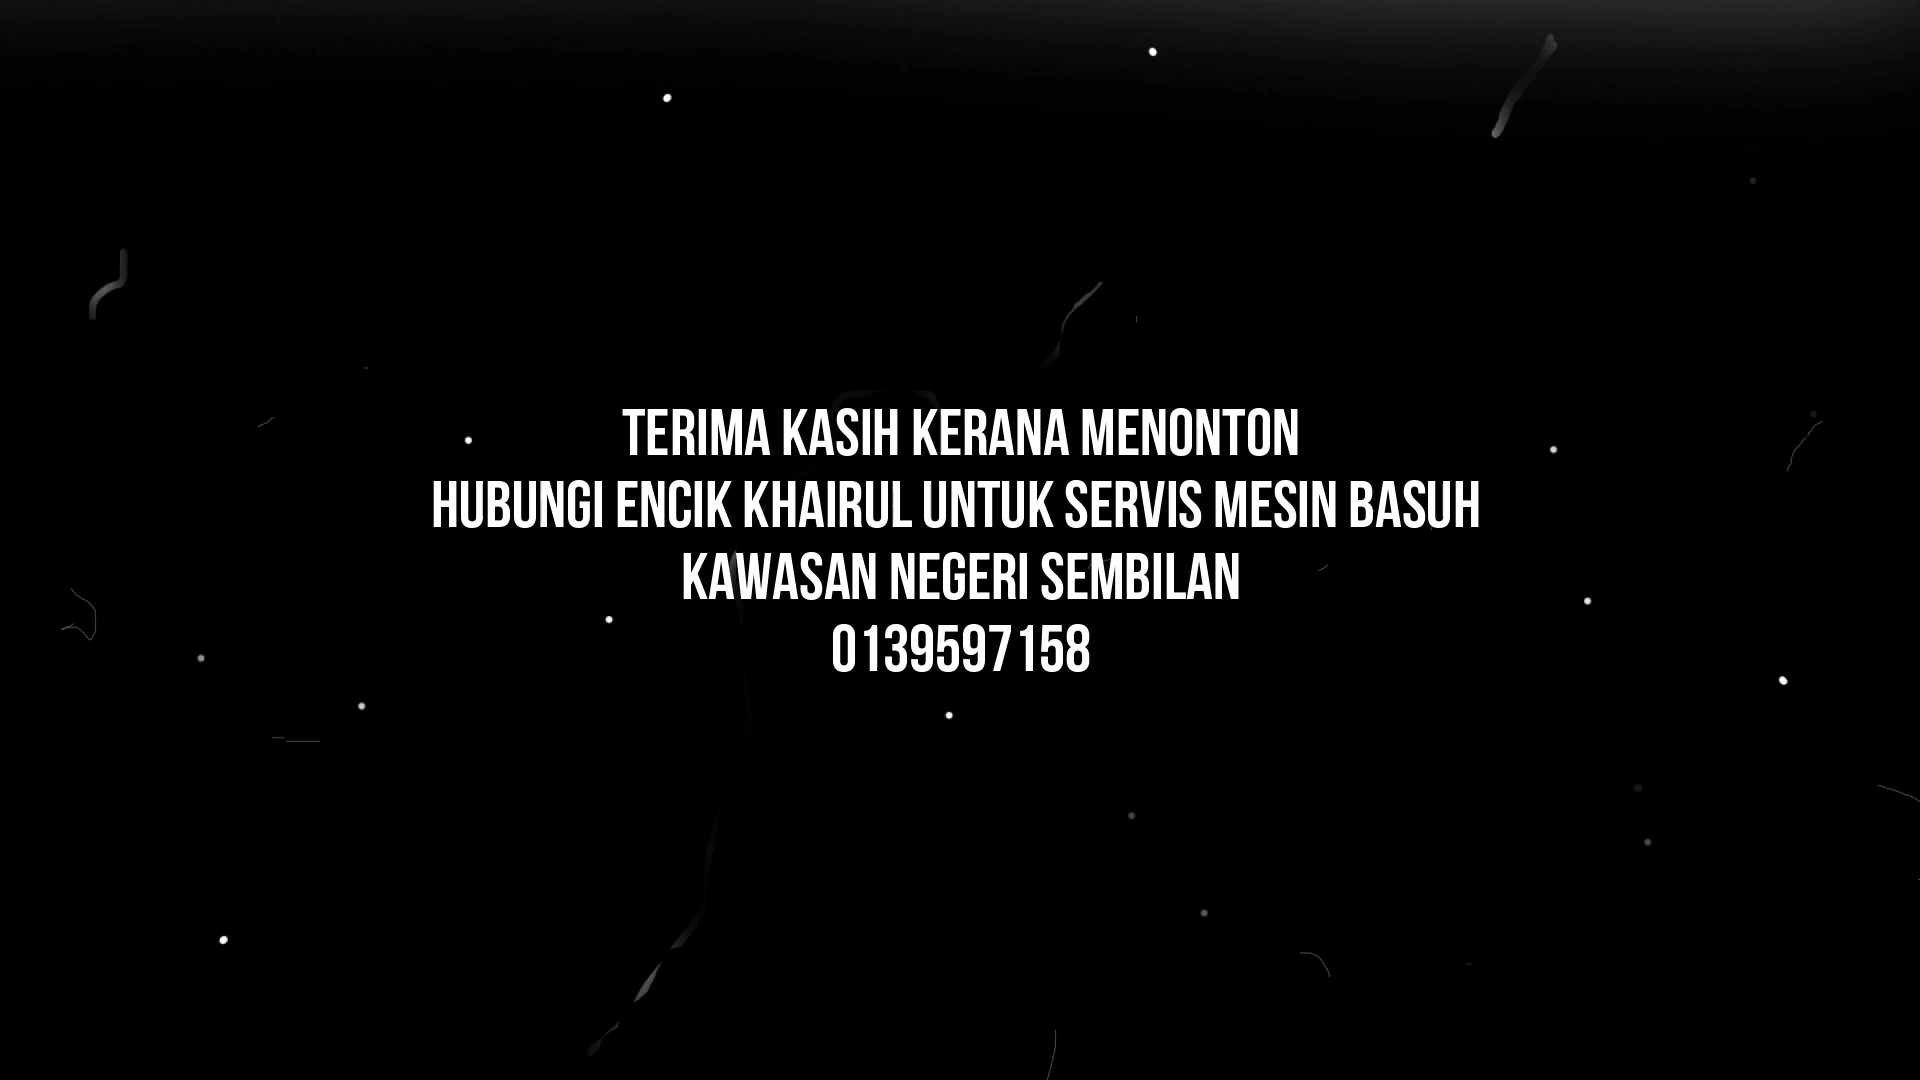 TERIMA KASIH KERANA MENONTON
HUBUNGI ENCIK KHAIRUL UNTUK SERVIS MESIN BASUH
KAWASAN NEGERI SEMBILAN
0139597158